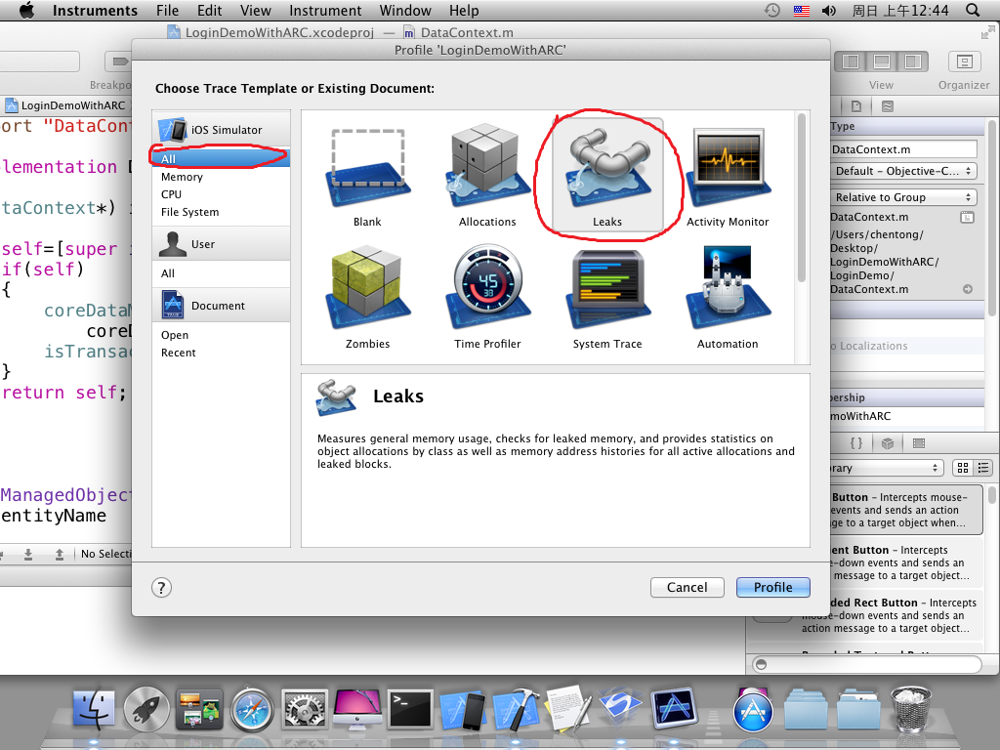 Instruments File Edit View Instrument Window Help 周日 上午12:44
LoginDemoWithARC.xcodeproj — DataContext.m
Profile 'LoginDemoWithARC'
Breakpo
View
Organizer
LoginDemoWithARC
Choose Trace Template or Existing Document:
iOS Simulator
All
Memory
CPU
File System
User
All
Document
Open
Recent
Blank
Allocations
Leaks
Activity Monitor
Zombies
Time Profiler
System Trace
Automation
Leaks
Measures general memory usage, checks for leaked memory, and provides statistics on
object allocations by class as well as memory address histories for all active allocations and
leaked blocks.
?
Cancel
Profile
ort "DataCont
lementation D
taContext*) i
self=[super i
if(self)
{
coreDataM
coreD
isTransac
}
return self;
ManagedObject
entityName
No Selecti
Type
DataContext.m
Default - Objective-C...
Relative to Group
DataContext.m
/Users/chentong/
Desktop/
LoginDemoWithARC/
LoginDemo/
DataContext.m
o Localizations
ership
moWithARC
{ }
rary
Button - Intercepts mouse-
events and sends an action
ge to a target object when...
ient Button - Intercepts
e-down events and sends an
message to a target object...
ded Rect Button - Intercepts
mouse-down events and sends an
action message to a target object...